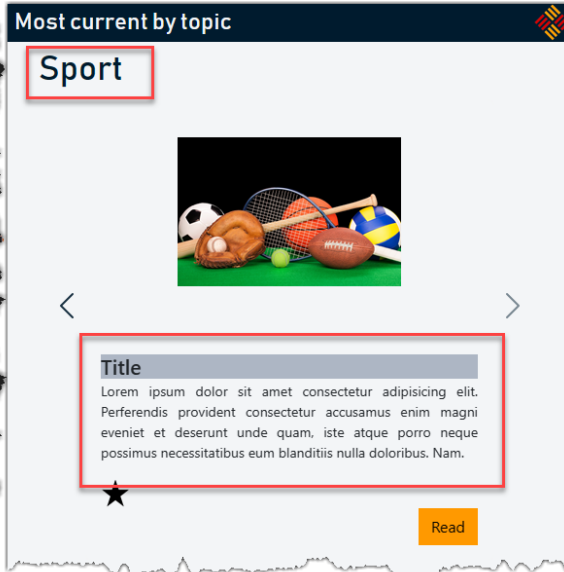 Most current by topic
Sport
Title
Lorem ipsum dolor sit amet consectetur adipisicing elit.
Perferendis provident consectetur accusamus enim magni
eveniet et deserunt unde quam, iste atque porro neque
possimus necessitatibus eum blanditiis nulla doloribus. Nam.
Read